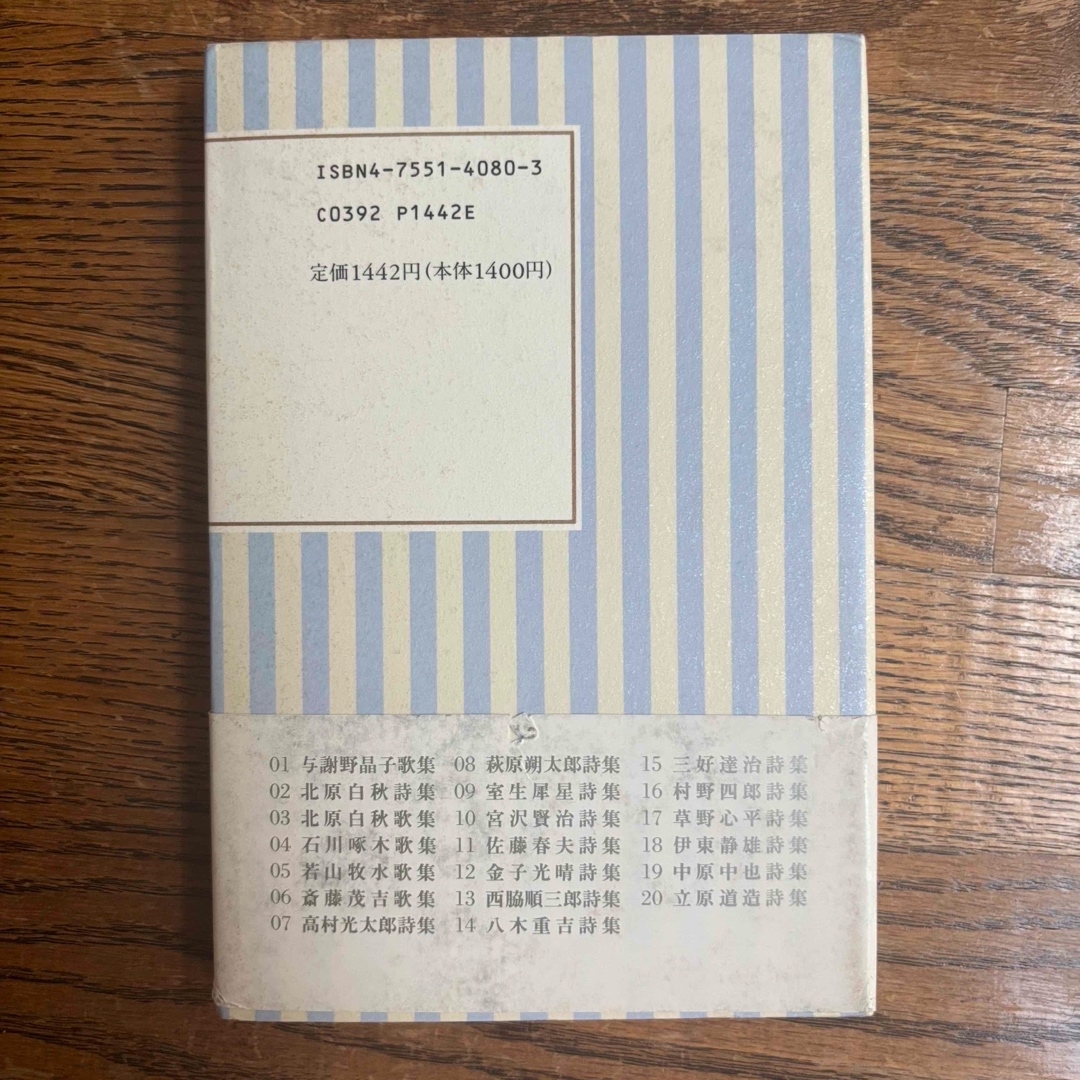 ISBN4-7551-4080-3
C0392 P1442E
定価1442円(本体1400円)
01 与謝野晶子歌集
02 北原白秋詩集
03 北原白秋歌集
04 石川啄木歌集
05 若山牧水歌集
06 斎藤茂吉歌集
07 高村光太郎詩集
08 萩原朔太郎詩集
09 室生犀星詩集
10 宮沢賢治詩集
11 佐藤春夫詩集
12 金子光晴詩集
13 西脇順三郎詩集
14 八木重吉詩集
15 三好達治詩集
16 村野四郎詩集
17 草野心平詩集
18 伊東静雄詩集
19 中原中也詩集
20 立原道造詩集